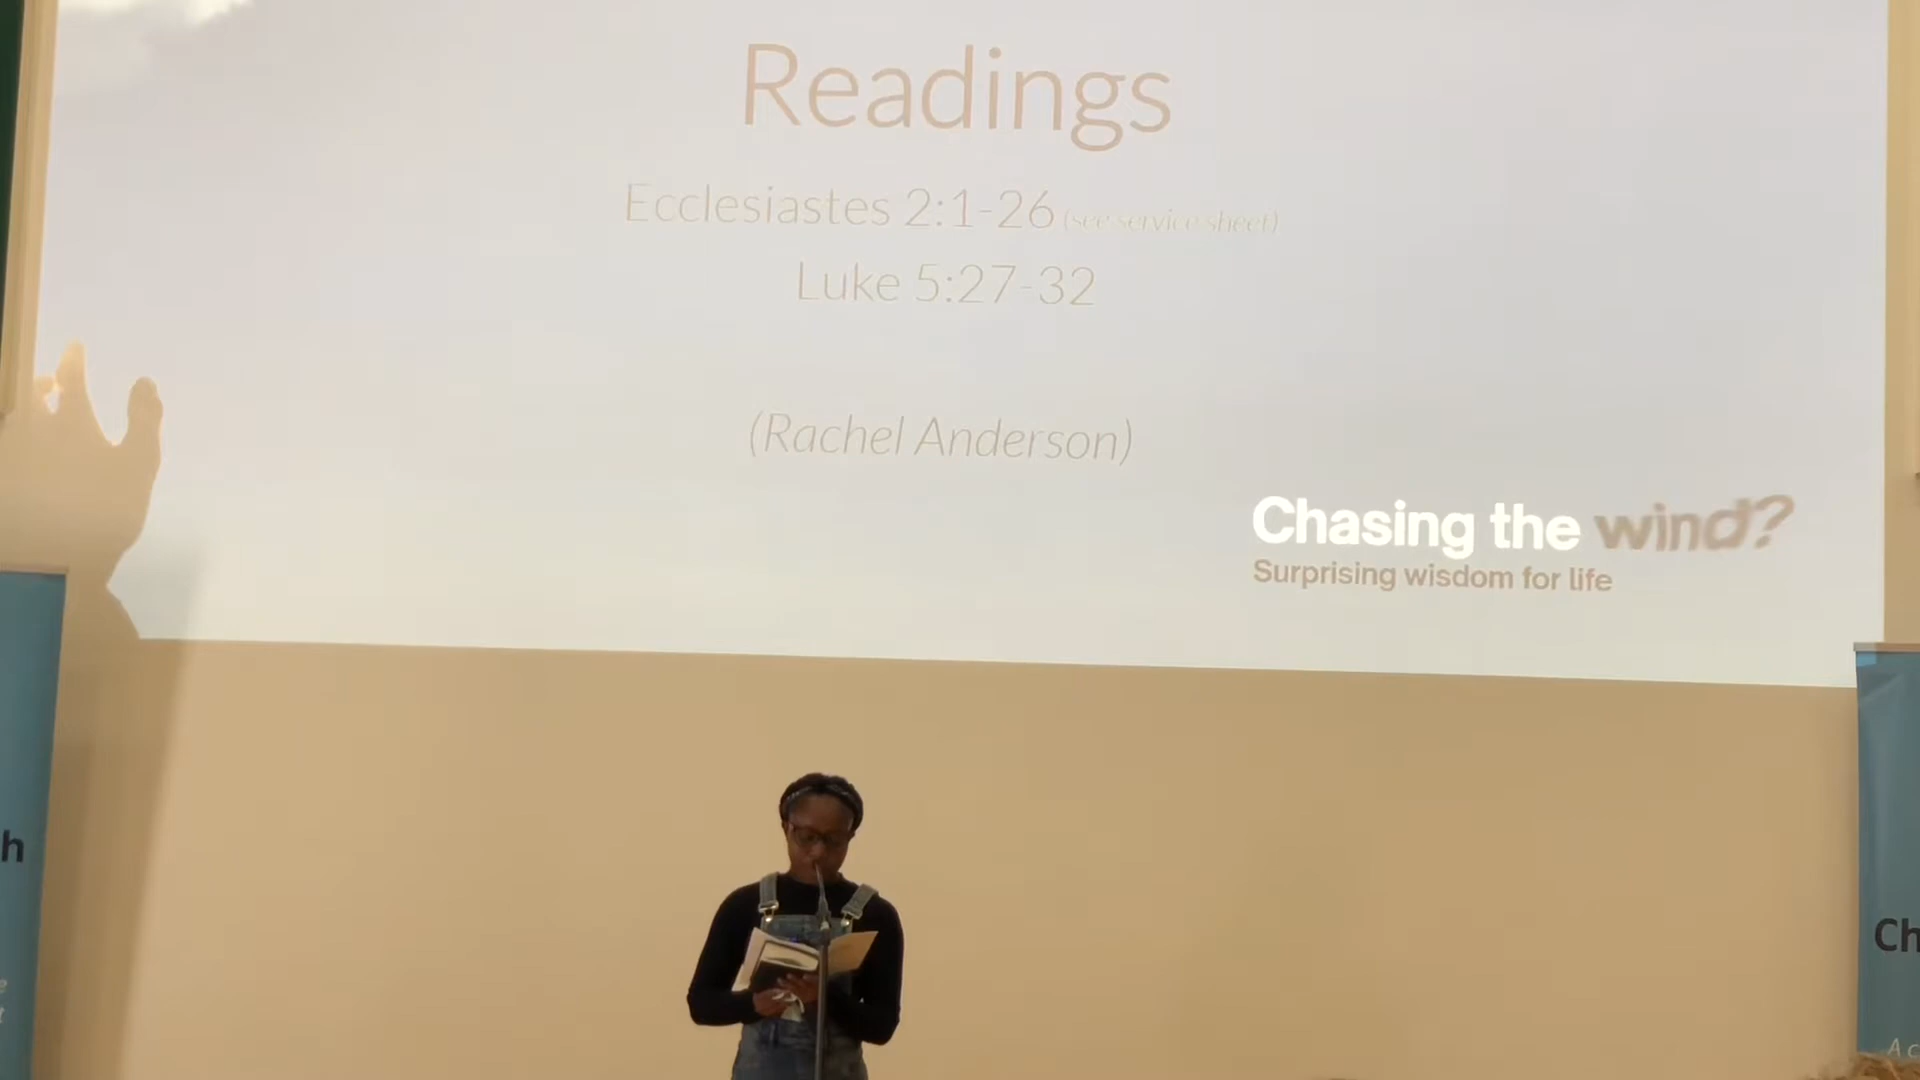 Readings
Ecclesiastes 2:1-26 (see service sheet)
Luke 5:27-32
(Rachel Anderson)
Chasing the wind?
Surprising wisdom for life
h
Ch
A c